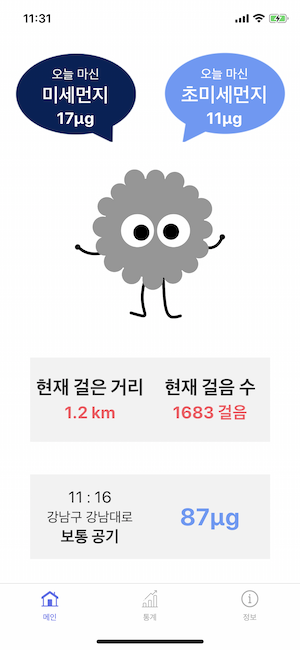 11:31
오늘 마신
미세먼지
17µg
오늘 마신
초미세먼지
11µg
현재 걸은 거리
1.2 km
현재 걸음 수
1683 걸음
11 : 16
강남구 강남대로
보통 공기
87µg
메인
통계
정보